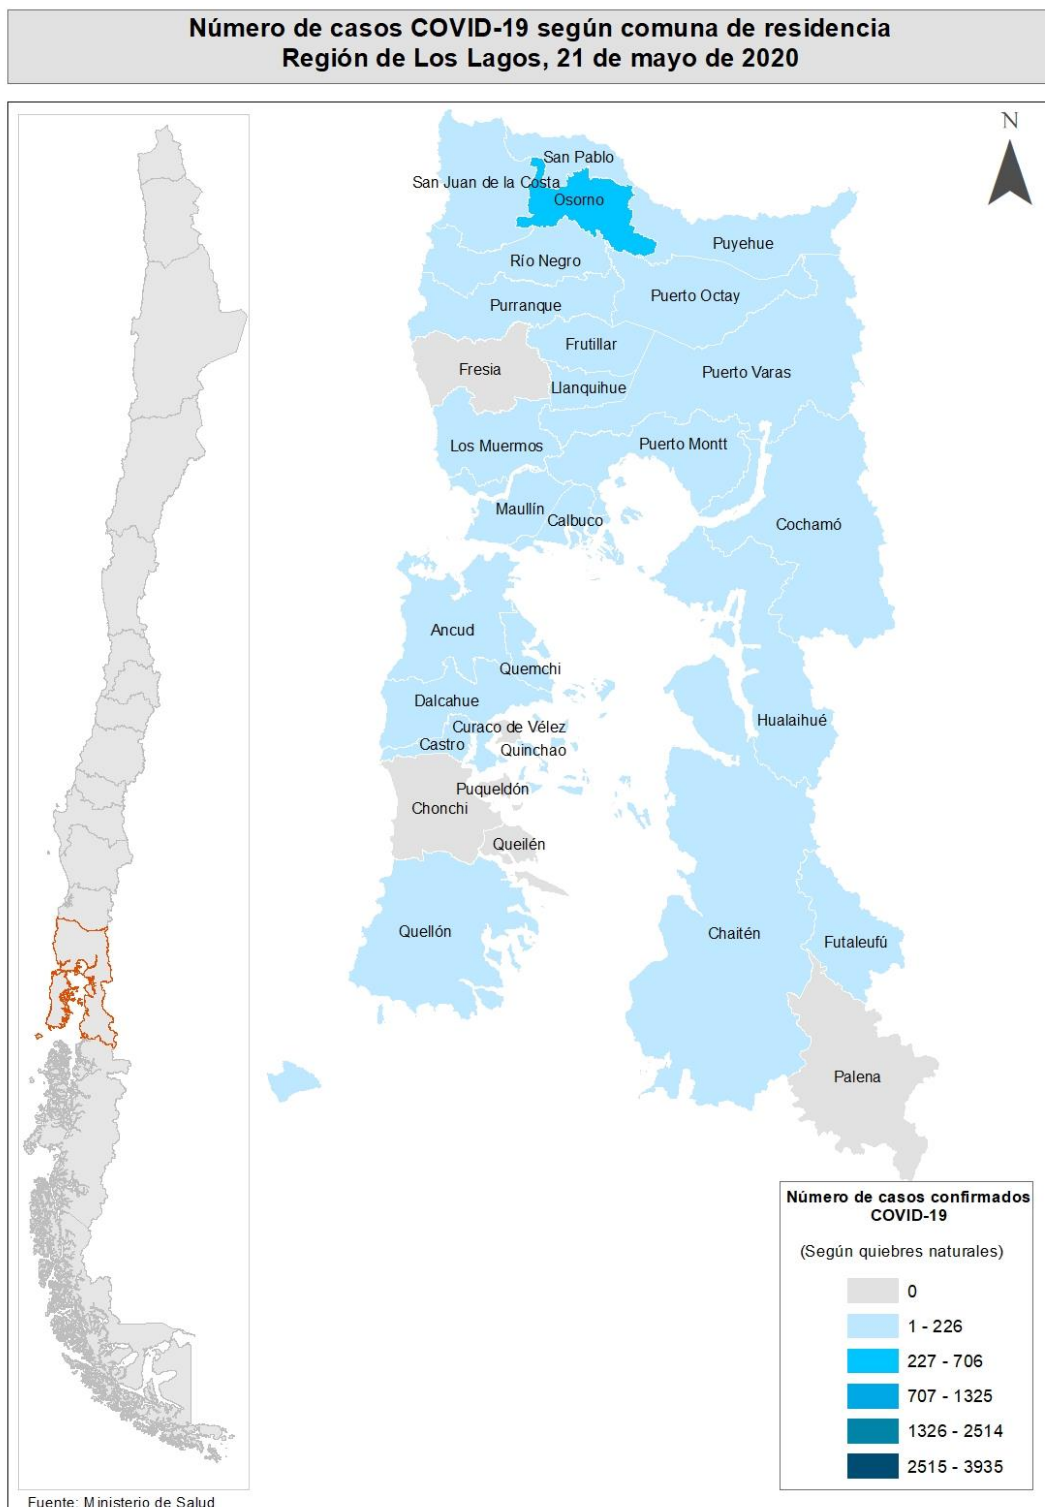 Número de casos COVID-19 según comuna de residencia
Región de Los Lagos, 21 de mayo de 2020
N
San Pablo
San Juan de la Costa
Osorno
Puyehue
Río Negro
Puerto Octay
Purranque
Frutillar
Fresia
Puerto Varas
Llanquihue
Los Muermos
Puerto Montt
Maullín
Calbuco
Cochamó
Ancud
Quemchi
Dalcahue
Curaco de Vélez
Hualaihué
Castro
Quinchao
Puqueldón
Chonchi
Queilén
Quellón
Chaitén
Futaleufú
Palena
Número de casos confirmados
COVID-19
(Según quiebres naturales)
0
1 - 226
227 - 706
707 - 1325
1326 - 2514
2515 - 3935
Fuente: Ministerio de Salud